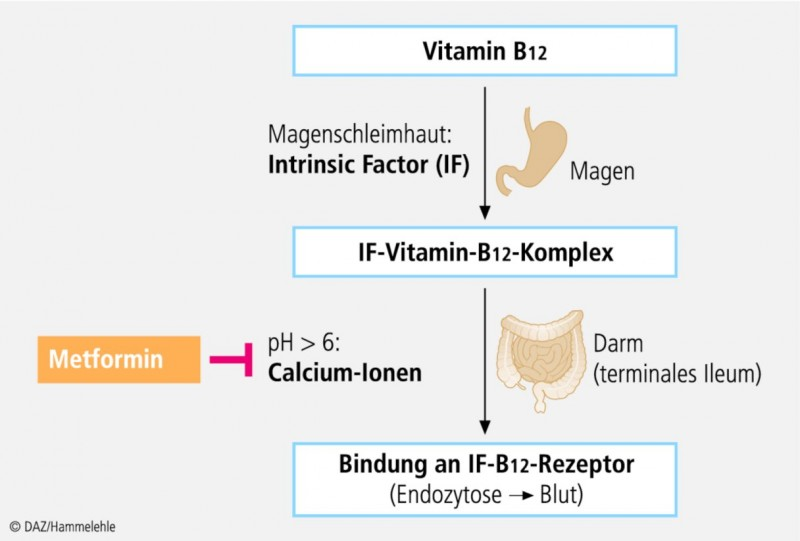 Vitamin B12
Magenschleimhaut:
Intrinsic Factor (IF)
Magen
IF-Vitamin-B12-Komplex
Metformin
pH > 6:
Calcium-Ionen
Darm
(terminales Ileum)
Bindung an IF-B12-Rezeptor
(Endozytose → Blut)
© DAZ/Hammelehle